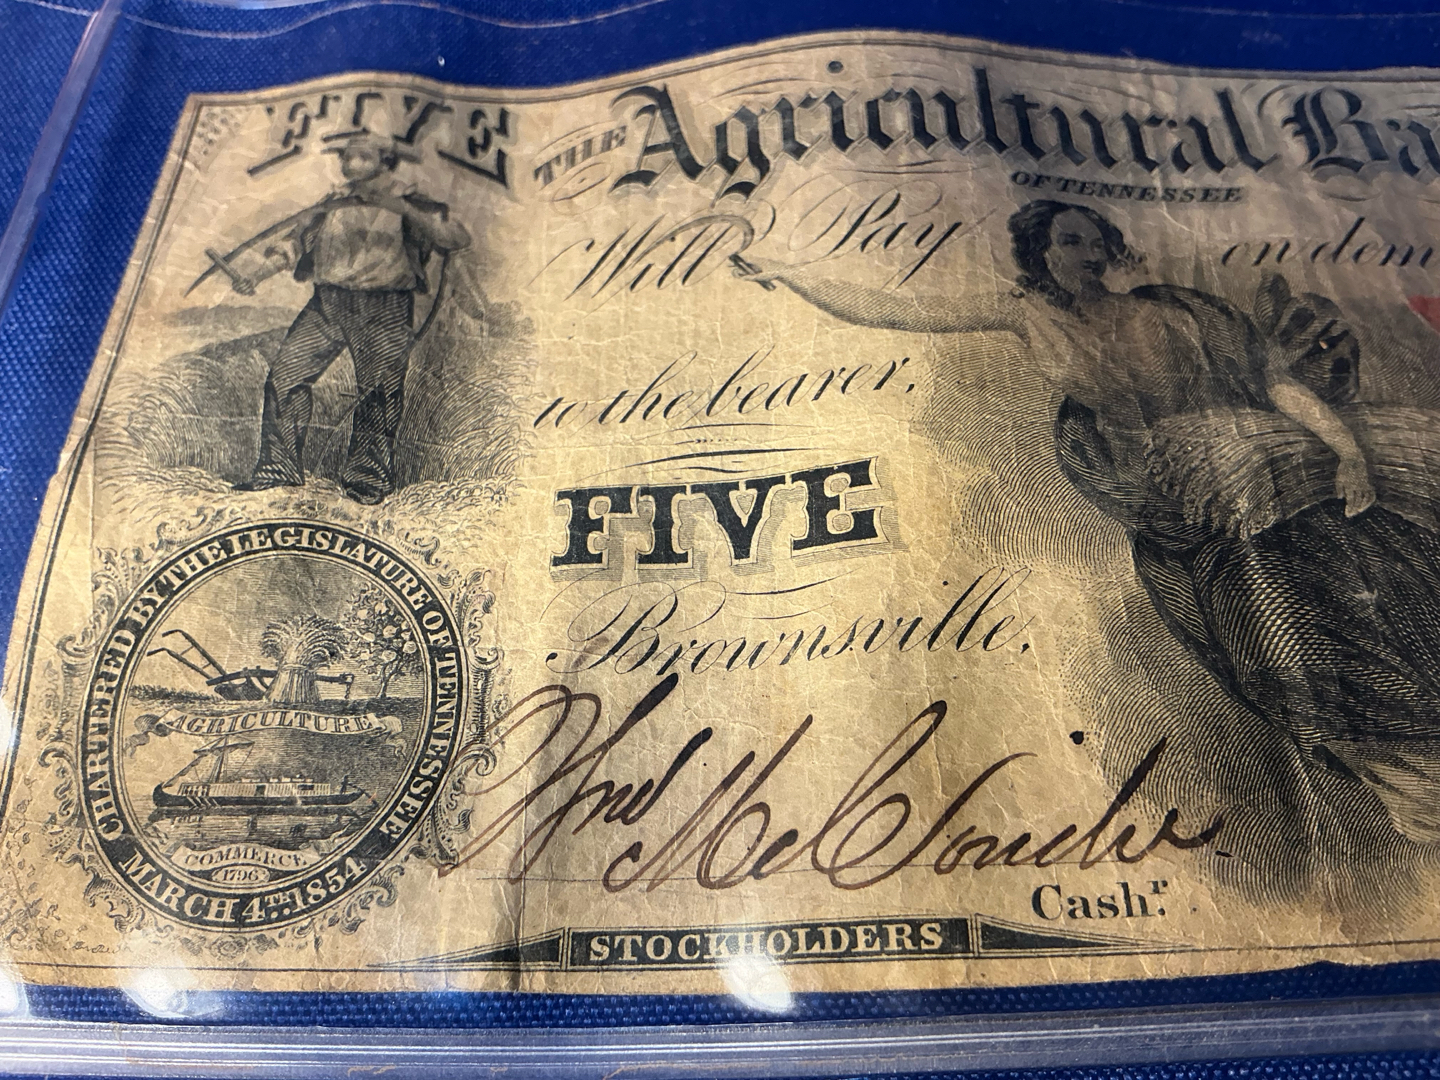 FIVE
THE Agricultural Ba
OF TENNESSEE
Will Pay on dem
to the bearer,
FIVE
Brownsville,
CHARTERED BY THE LEGISLATURE OF TENNESSEE
MARCH 4TH 1854
AGRICULTURE
COMMERCE
1796
Cashr.
STOCKHOLDERS